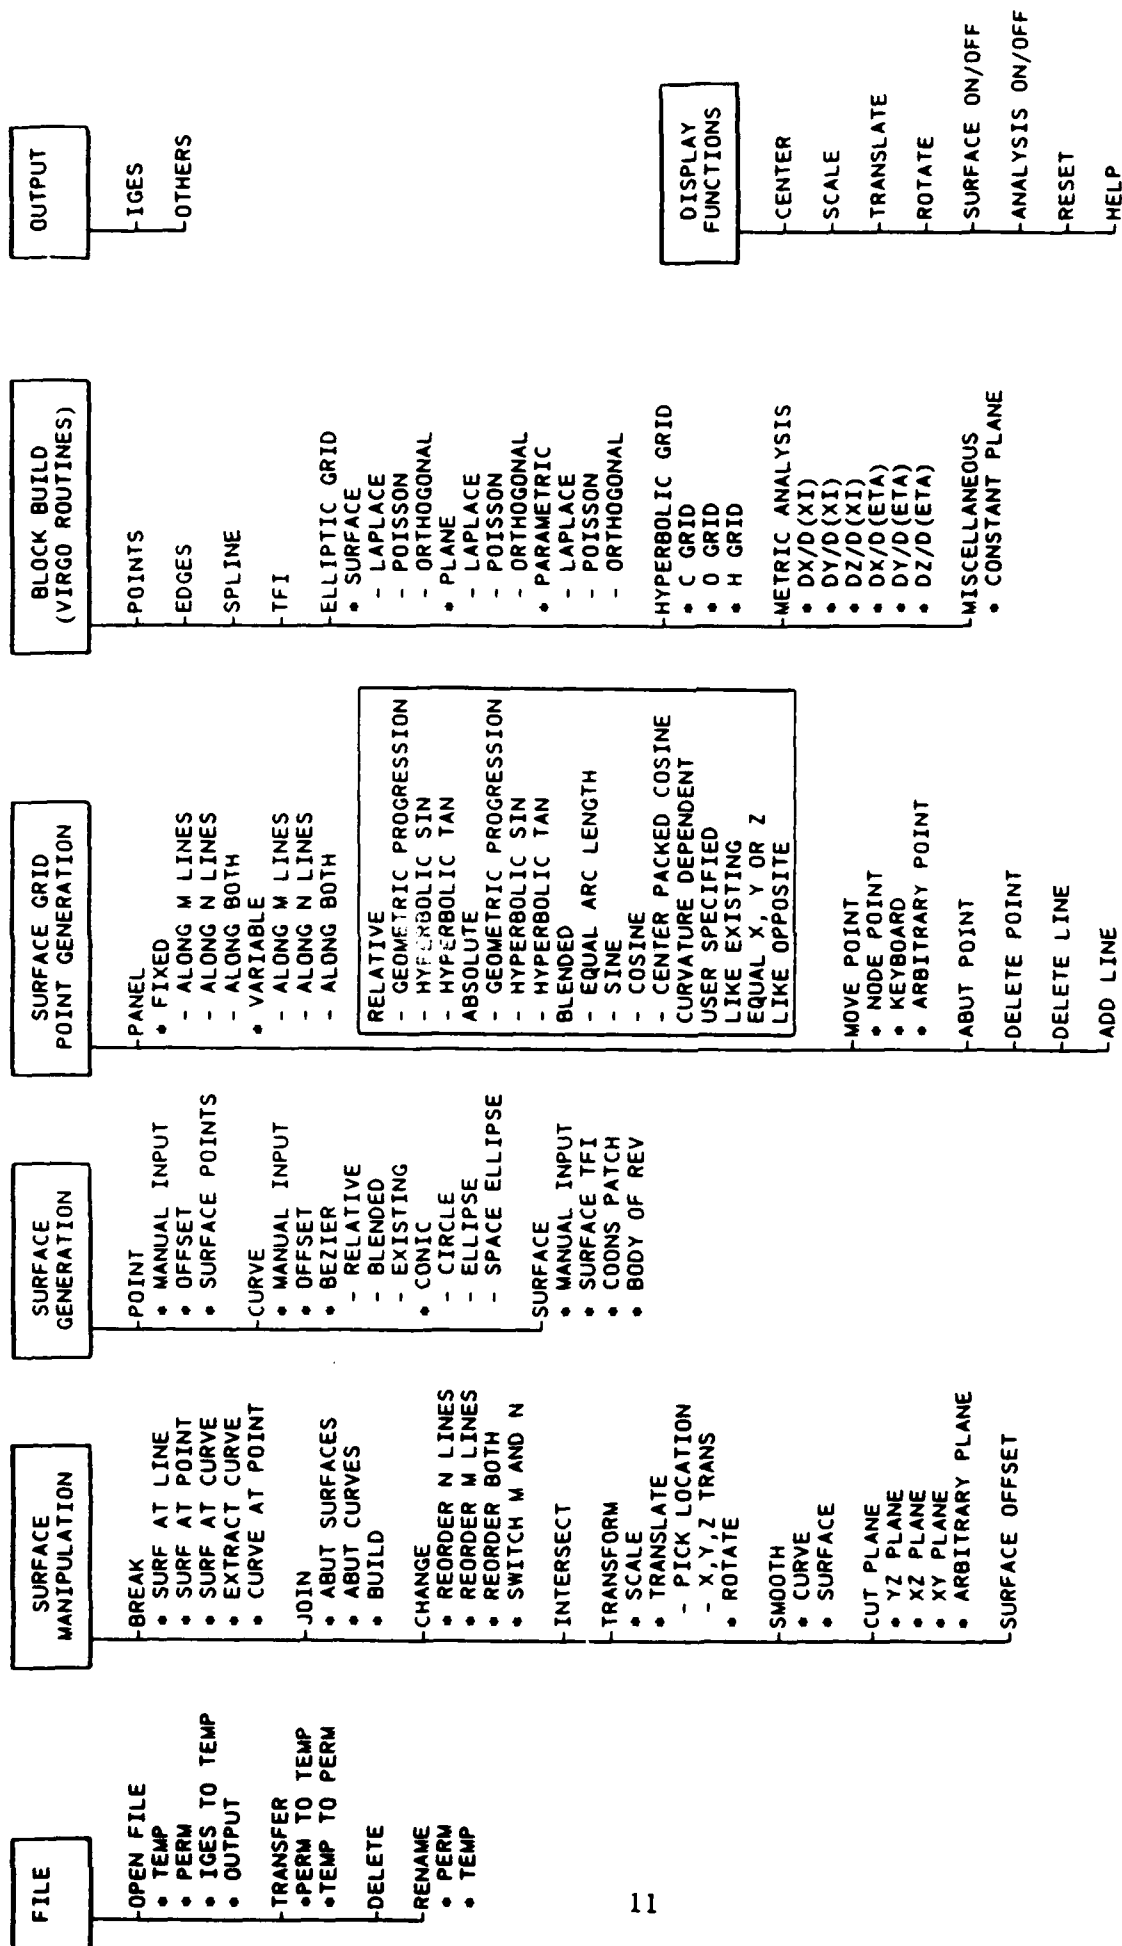 FILE
OPEN FILE
• TEMP
• PERM
• IGES TO TEMP
• OUTPUT
TRANSFER
•PERM TO TEMP
•TEMP TO PERM
DELETE
RENAME
• PERM
• TEMP
SURFACE
MANIPULATION
BREAK
• SURF AT LINE
• SURF AT POINT
• SURF AT CURVE
• EXTRACT CURVE
• CURVE AT POINT
JOIN
• ABUT SURFACES
• ABUT CURVES
• BUILD
CHANGE
• REORDER N LINES
• REORDER M LINES
• REORDER BOTH
• SWITCH M AND N
INTERSECT
TRANSFORM
• SCALE
• TRANSLATE
- PICK LOCATION
- X,Y,Z TRANS
• ROTATE
SMOOTH
• CURVE
• SURFACE
CUT PLANE
• YZ PLANE
• XZ PLANE
• XY PLANE
• ARBITRARY PLANE
SURFACE OFFSET
SURFACE
GENERATION
POINT
• MANUAL INPUT
• OFFSET
• SURFACE POINTS
CURVE
• MANUAL INPUT
• OFFSET
• BEZIER
- RELATIVE
- BLENDED
- EXISTING
• CONIC
- CIRCLE
- ELLIPSE
- SPACE ELLIPSE
SURFACE
• MANUAL INPUT
• SURFACE TFI
• COONS PATCH
• BODY OF REV
SURFACE GRID
POINT GENERATION
PANEL
• FIXED
- ALONG M LINES
- ALONG N LINES
- ALONG BOTH
• VARIABLE
- ALONG M LINES
- ALONG N LINES
- ALONG BOTH
RELATIVE
- GEOMETRIC PROGRESSION
- HYPERBOLIC SIN
- HYPERBOLIC TAN
ABSOLUTE
- GEOMETRIC PROGRESSION
- HYPERBOLIC SIN
- HYPERBOLIC TAN
BLENDED
- EQUAL ARC LENGTH
- SINE
- COSINE
- CENTER PACKED COSINE
CURVATURE DEPENDENT
USER SPECIFIED
LIKE EXISTING
EQUAL X, Y OR Z
LIKE OPPOSITE
MOVE POINT
• NODE POINT
• KEYBOARD
• ARBITRARY POINT
ABUT POINT
DELETE POINT
DELETE LINE
ADD LINE
BLOCK BUILD
(VIRGO ROUTINES)
POINTS
EDGES
SPLINE
TFI
ELLIPTIC GRID
• SURFACE
- LAPLACE
- POISSON
- ORTHOGONAL
• PLANE
- LAPLACE
- POISSON
- ORTHOGONAL
• PARAMETRIC
- LAPLACE
- POISSON
- ORTHOGONAL
HYPERBOLIC GRID
• C GRID
• O GRID
• H GRID
METRIC ANALYSIS
• DX/D(XI)
• DY/D(XI)
• DZ/D(XI)
• DX/D(ETA)
• DY/D(ETA)
• DZ/D(ETA)
MISCELLANEOUS
• CONSTANT PLANE
OUTPUT
IGES
OTHERS
DISPLAY
FUNCTIONS
CENTER
SCALE
TRANSLATE
ROTATE
SURFACE ON/OFF
ANALYSIS ON/OFF
RESET
HELP
11